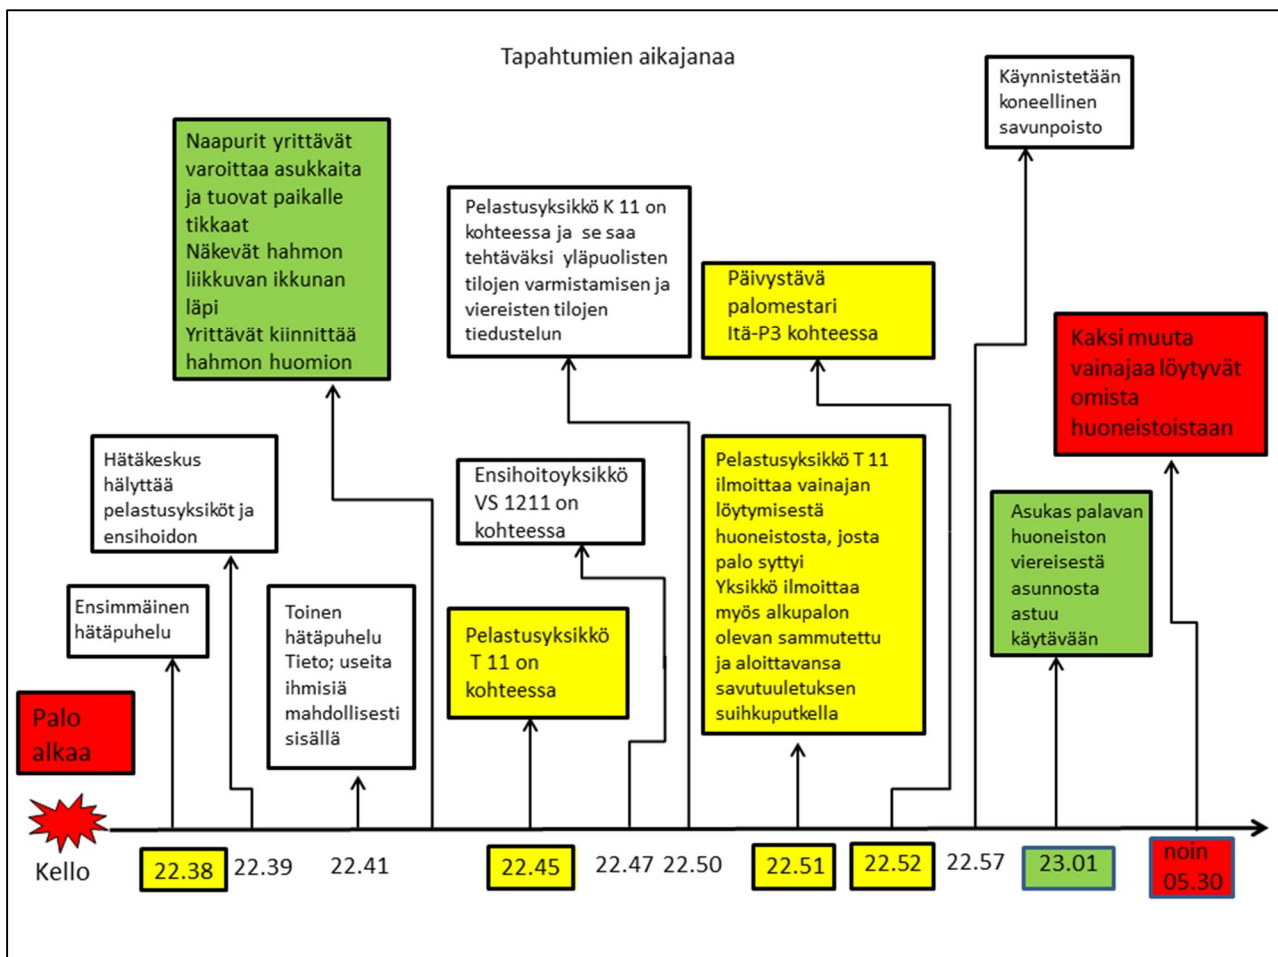 Tapahtumien aikajanaa
Palo
alkaa
Ensimmäinen
hätäpuhelu
Hätäkeskus
hälyttää
pelastusyksiköt ja
ensihoidon
Toinen
hätäpuhelu
Tieto; useita
ihmisiä
mahdollisesti
sisällä
Naapurit yrittävät
varoittaa asukkaita
ja tuovat paikalle
tikkaat
Näkevät hahmon
liikkuvan ikkunan
läpi
Yrittävät kiinnittää
hahmon huomion
Pelastusyksikkö
T 11 on
kohteessa
Ensihoitoyksikkö
VS 1211 on
kohteessa
Pelastusyksikkö K 11 on
kohteessa ja se saa
tehtäväksi yläpuolisten
tilojen varmistamisen ja
viereisten tilojen
tiedustelun
Pelastusyksikkö T 11
ilmoittaa vainajan
löytymisestä
huoneistosta, josta
palo syttyi
Yksikkö ilmoittaa
myös alkupalon
olevan sammutettu
ja aloittavansa
savutuuletuksen
suihkuputkella
Päivystävä
palomestari
Itä-P3 kohteessa
Käynnistetään
koneellinen
savunpoisto
Asukas palavan
huoneiston
viereisestä
asunnosta
astuu
käytävään
Kaksi muuta
vainajaa löytyvät
omista
huoneistoistaan
Kello
22.38
22.39
22.41
22.45
22.47
22.50
22.51
22.52
22.57
23.01
noin
05.30